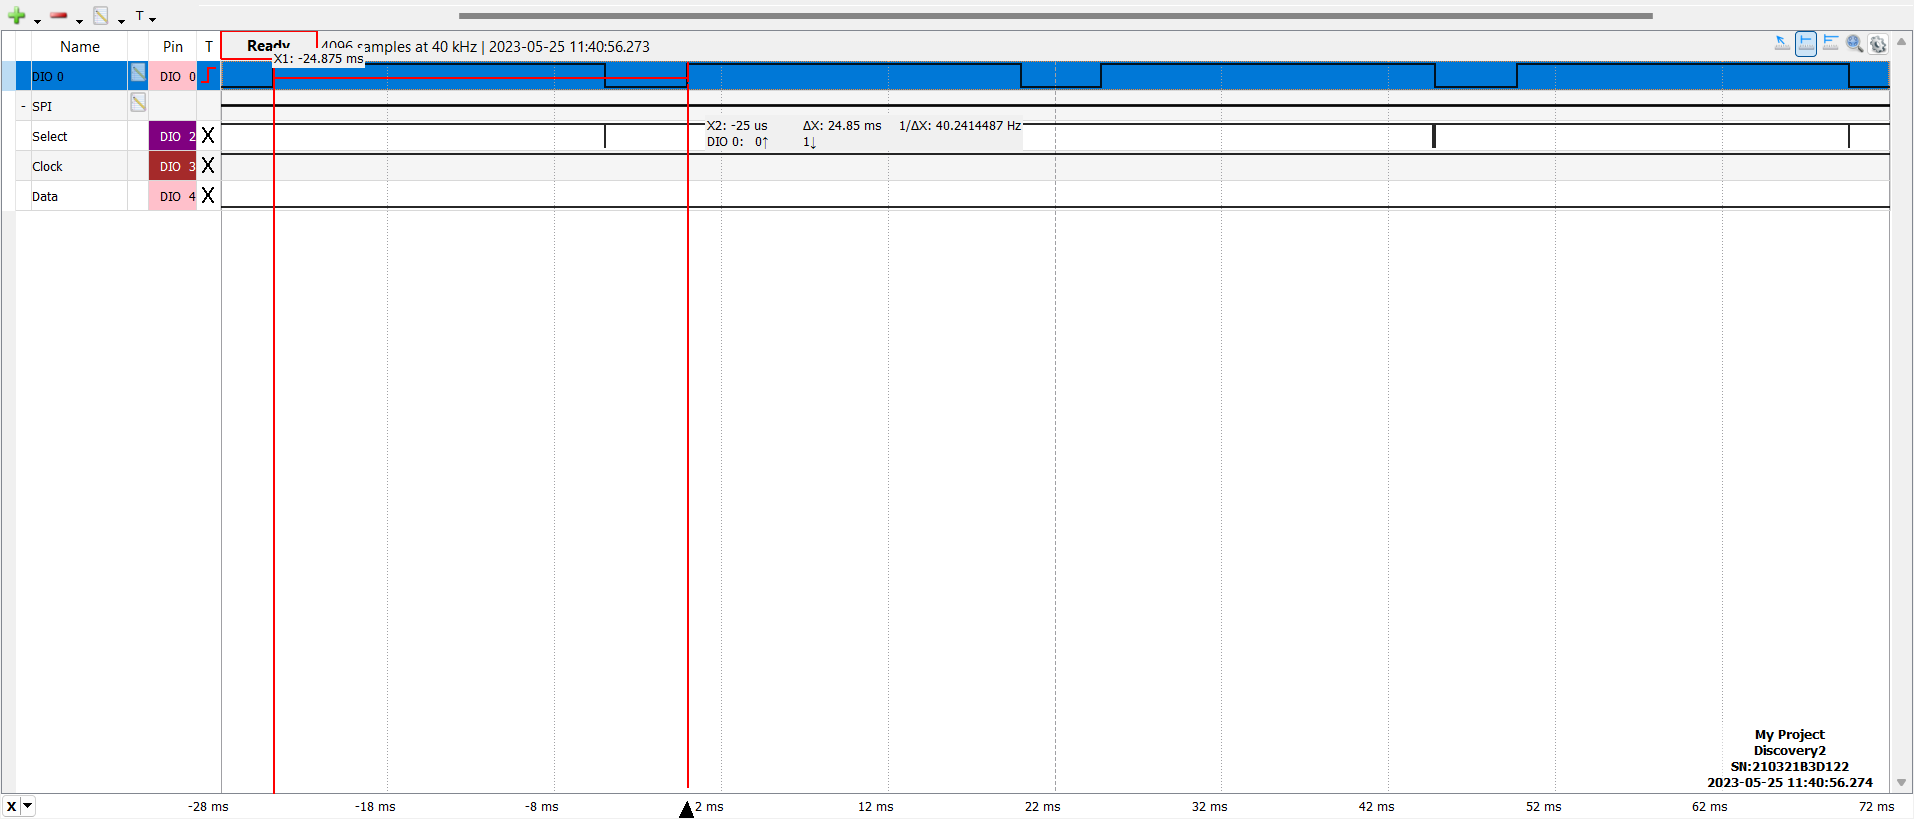 T
Name Pin T Ready 4096 samples at 40 kHz | 2023-05-25 11:40:56.273
X1: -24.875 ms
DIO 0 DIO 0
- SPI
X2: -25 us ΔX: 24.85 ms 1/ΔX: 40.2414487 Hz
Select DIO 2 X
DIO 0: 0↑ 1↓
Clock DIO 3 X
Data DIO 4 X
My Project
Discovery2
SN:210321B3D122
2023-05-25 11:40:56.274
X -28 ms -18 ms -8 ms 2 ms 12 ms 22 ms 32 ms 42 ms 52 ms 62 ms 72 ms